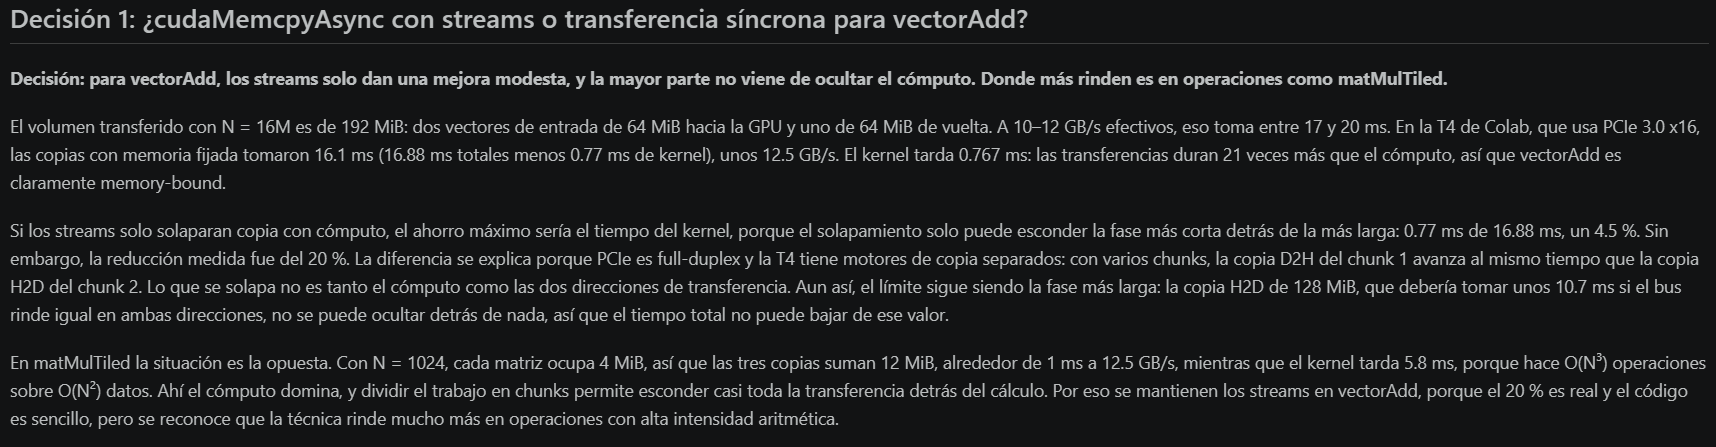 Decisión 1: ¿cudaMemcpyAsync con streams o transferencia síncrona para vectorAdd?
Decisión: para vectorAdd, los streams solo dan una mejora modesta, y la mayor parte no viene de ocultar el cómputo. Donde más rinden es en operaciones como matMulTiled.
El volumen transferido con N = 16M es de 192 MiB: dos vectores de entrada de 64 MiB hacia la GPU y uno de 64 MiB de vuelta. A 10–12 GB/s efectivos, eso toma entre 17 y 20 ms. En la T4 de Colab, que usa PCIe 3.0 x16,
las copias con memoria fijada tomaron 16.1 ms (16.88 ms totales menos 0.77 ms de kernel), unos 12.5 GB/s. El kernel tarda 0.767 ms: las transferencias duran 21 veces más que el cómputo, así que vectorAdd es
claramente memory-bound.
Si los streams solo solaparan copia con cómputo, el ahorro máximo sería el tiempo del kernel, porque el solapamiento solo puede esconder la fase más corta detrás de la más larga: 0.77 ms de 16.88 ms, un 4.5 %. Sin
embargo, la reducción medida fue del 20 %. La diferencia se explica porque PCIe es full-duplex y la T4 tiene motores de copia separados: con varios chunks, la copia D2H del chunk 1 avanza al mismo tiempo que la copia
H2D del chunk 2. Lo que se solapa no es tanto el cómputo como las dos direcciones de transferencia. Aun así, el límite sigue siendo la fase más larga: la copia H2D de 128 MiB, que debería tomar unos 10.7 ms si el bus
rinde igual en ambas direcciones, no se puede ocultar detrás de nada, así que el tiempo total no puede bajar de ese valor.
En matMulTiled la situación es la opuesta. Con N = 1024, cada matriz ocupa 4 MiB, así que las tres copias suman 12 MiB, alrededor de 1 ms a 12.5 GB/s, mientras que el kernel tarda 5.8 ms, porque hace O(N³) operaciones
sobre O(N²) datos. Ahí el cómputo domina, y dividir el trabajo en chunks permite esconder casi toda la transferencia detrás del cálculo. Por eso se mantienen los streams en vectorAdd, porque el 20 % es real y el código
es sencillo, pero se reconoce que la técnica rinde mucho más en operaciones con alta intensidad aritmética.